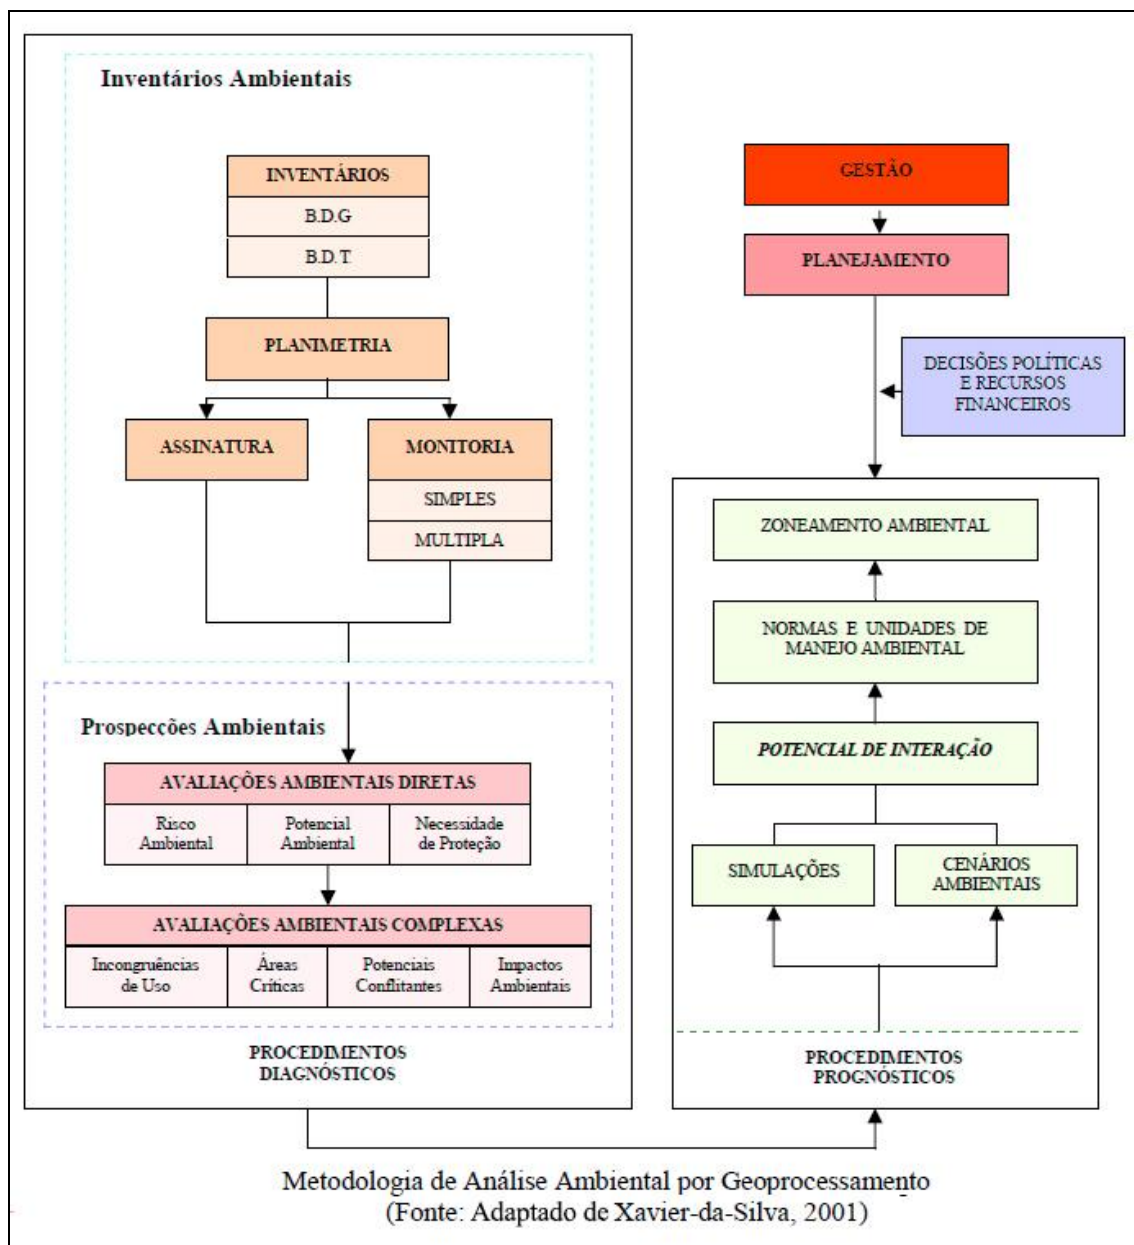 Inventários Ambientais
INVENTÁRIOS
B.D.G
B.D.T.
PLANIMETRIA
ASSINATURA
MONITORIA
SIMPLES
MULTIPLA
Prospecções Ambientais
AVALIAÇÕES AMBIENTAIS DIRETAS
Risco
Ambiental
Potencial
Ambiental
Necessidade
de Proteção
AVALIAÇÕES AMBIENTAIS COMPLEXAS
Incongruências
de Uso
Áreas
Críticas
Potenciais
Conflitantes
Impactos
Ambientais
PROCEDIMENTOS
DIAGNÓSTICOS
GESTÃO
PLANEJAMENTO
DECISÕES POLÍTICAS
E RECURSOS
FINANCEIROS
ZONEAMENTO AMBIENTAL
NORMAS E UNIDADES DE
MANEJO AMBIENTAL
POTENCIAL DE INTERAÇÃO
SIMULAÇÕES
CENÁRIOS
AMBIENTAIS
PROCEDIMENTOS
PROGNÓSTICOS
Metodologia de Análise Ambiental por Geoprocessamento
(Fonte: Adaptado de Xavier-da-Silva, 2001)